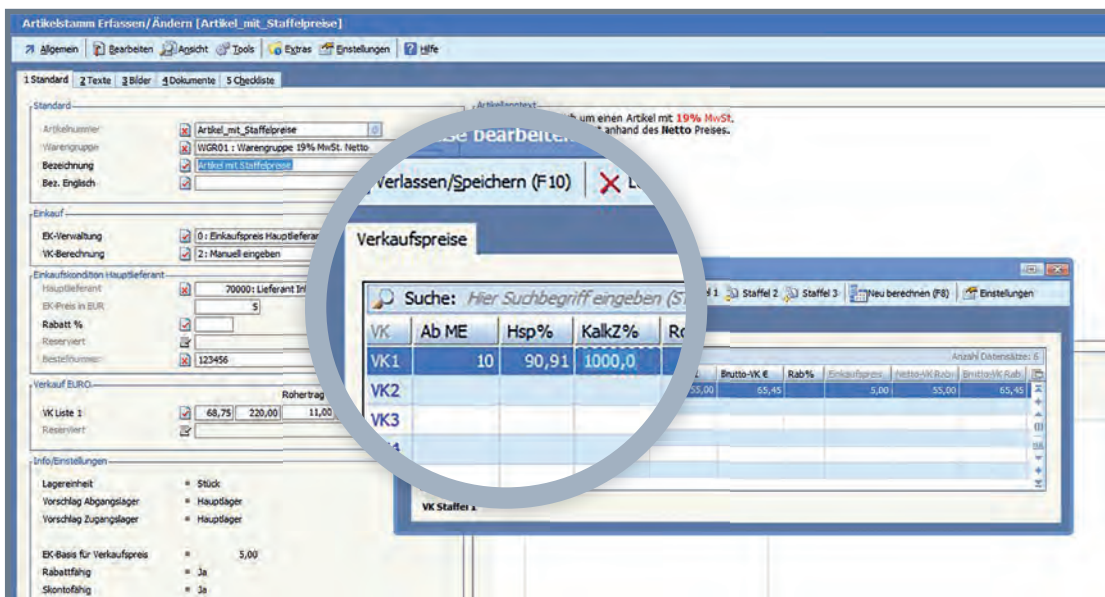 Artikelstamm Erfassen/Ändern [Artikel_mit_Staffelpreise]
Allgemein Bearbeiten Ansicht Tools Extras Einstellungen Hilfe
1 Standard 2 Texte 3 Bilder 4 Dokumente 5 Checkliste
Standard
Artikelnummer Artikel_mit_Staffelpreise
Warengruppe WGR01 : Warengruppe 19% MwSt. Netto
Bezeichnung Artikel mit Staffelpreise
Bez. Englisch
um einen Artikel mit 19% MwSt.
anhand des Netto Preises.
Einkauf
EK-Verwaltung 0 : Einkaufspreis Hauptliefer
VK-Berechnung 2 : Manuell eingeben
Einkaufskondition Hauptlieferant
Hauptlieferant 70000: Lieferant
EK-Preis in EUR 5
Rabatt %
Reserviert
Bestellnummer 123456
Verkauf EURO
Rohertrag
VK Liste 1 68,75 220,00 11,00
Reserviert
Info/Einstellungen
Lagereinheit = Stück
Vorschlag Abgangslager = Hauptlager
Vorschlag Zugangslager = Hauptlager
EK-Basis für Verkaufspreis = 5,00
Rabattfähig = Ja
Skontofähig = Ja
bearbeiten
Verlassen/Speichern (F10)
Verkaufspreise
Suche: Hier Suchbegriff eingeben
VK Ab ME Hsp% KalkZ%
VK1 10 90,91 1000,0
VK2
VK3
1 Staffel 2 Staffel 3 Neu berechnen (F8) Einstellungen
Anzahl Datensätze: 6
Brutto-VK € Rab% Einkaufspreis Netto-VK Rab Brutto-VK Rab
55,00 65,45 5,00 55,00 65,45
VK Staffel 1